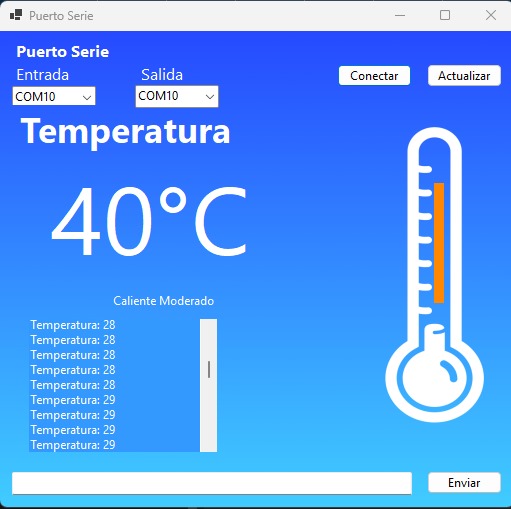 Puerto Serie
Puerto Serie
Entrada
Salida
COM10
COM10
Conectar
Actualizar
Temperatura
40°C
Caliente Moderado
Temperatura: 28
Temperatura: 28
Temperatura: 28
Temperatura: 28
Temperatura: 28
Temperatura: 29
Temperatura: 29
Temperatura: 29
Temperatura: 29
Enviar